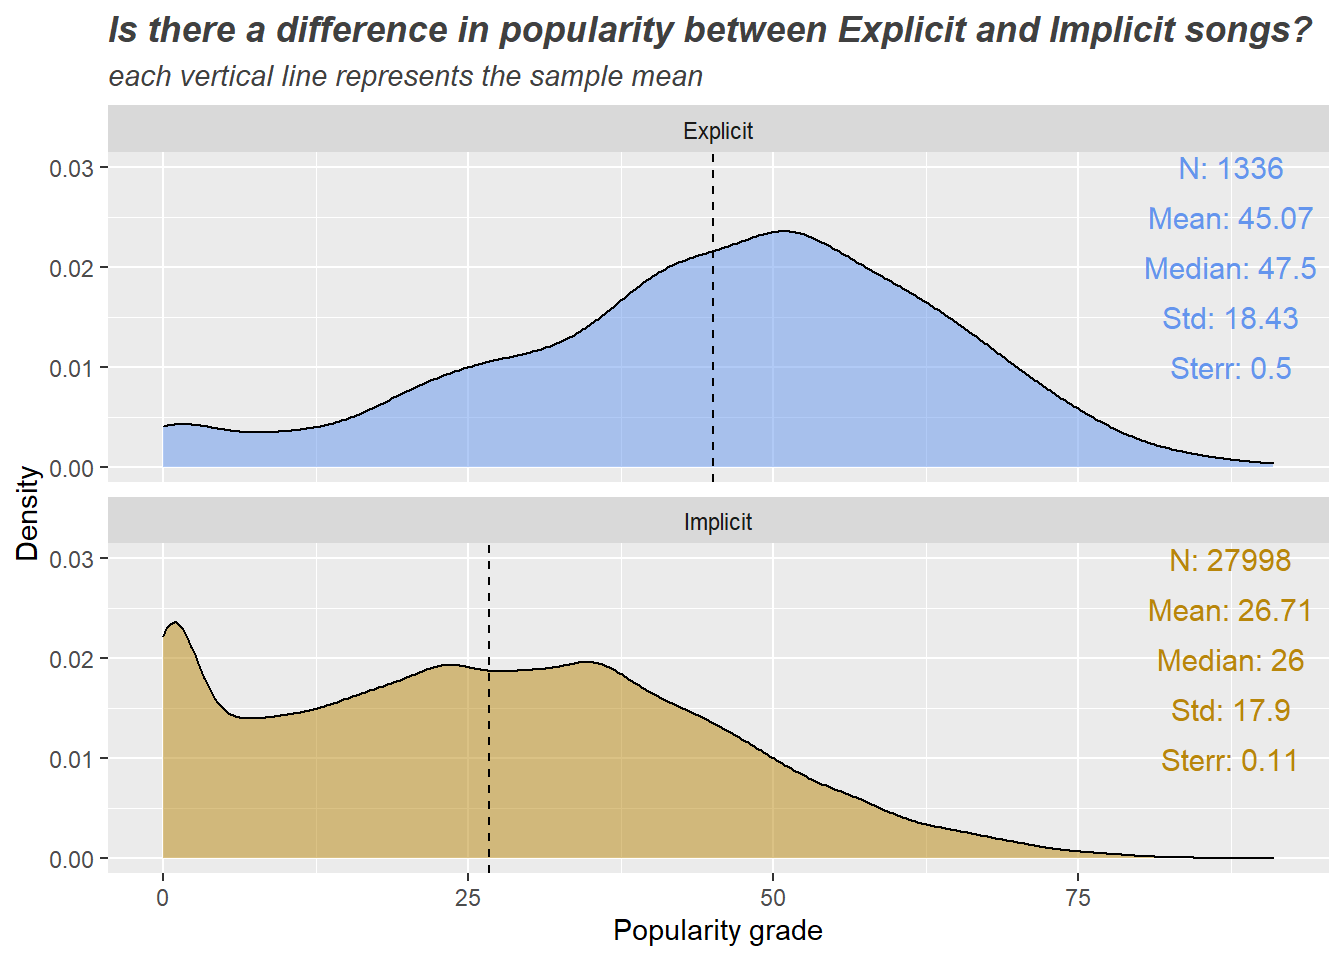 Is there a difference in popularity between Explicit and Implicit songs?
each vertical line represents the sample mean
Explicit
0.03
0.02
0.01
0.00
N: 1336
Mean: 45.07
Median: 47.5
Std: 18.43
Sterr: 0.5
Density
Implicit
0.03
0.02
0.01
0.00
N: 27998
Mean: 26.71
Median: 26
Std: 17.9
Sterr: 0.11
0 25 50 75
Popularity grade